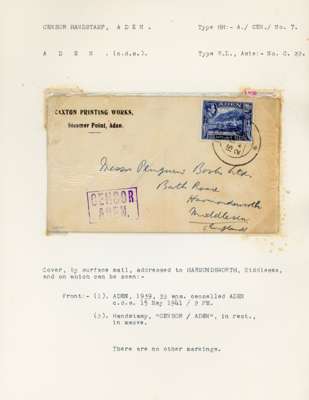 CENSOR HANDSTAMP, A D E N . Type HH:- A./ CEN./ No. 7.
A D E N . (c.d.s.). Type P.L., Asia:- No. C. 22.
CAXTON PRINTING WORKS,
Steamer Point, Aden.
ADEN
Messrs Penguin Books Ltd.
Bath Road
Harmondsworth
Middlesex
England
CENSOR
ADEN.
Cover, by surface mail, addressed to HARMONDSWORTH, Middlesex,
and on which can be seen:-
Front:- (1). ADEN, 1939, 3½ ans. cancelled ADEN
c.d.s. 15 May 1941 / 9 PM.
(2). Handstamp, "CENSOR / ADEN", in rect.,
in mauve.
There are no other markings.